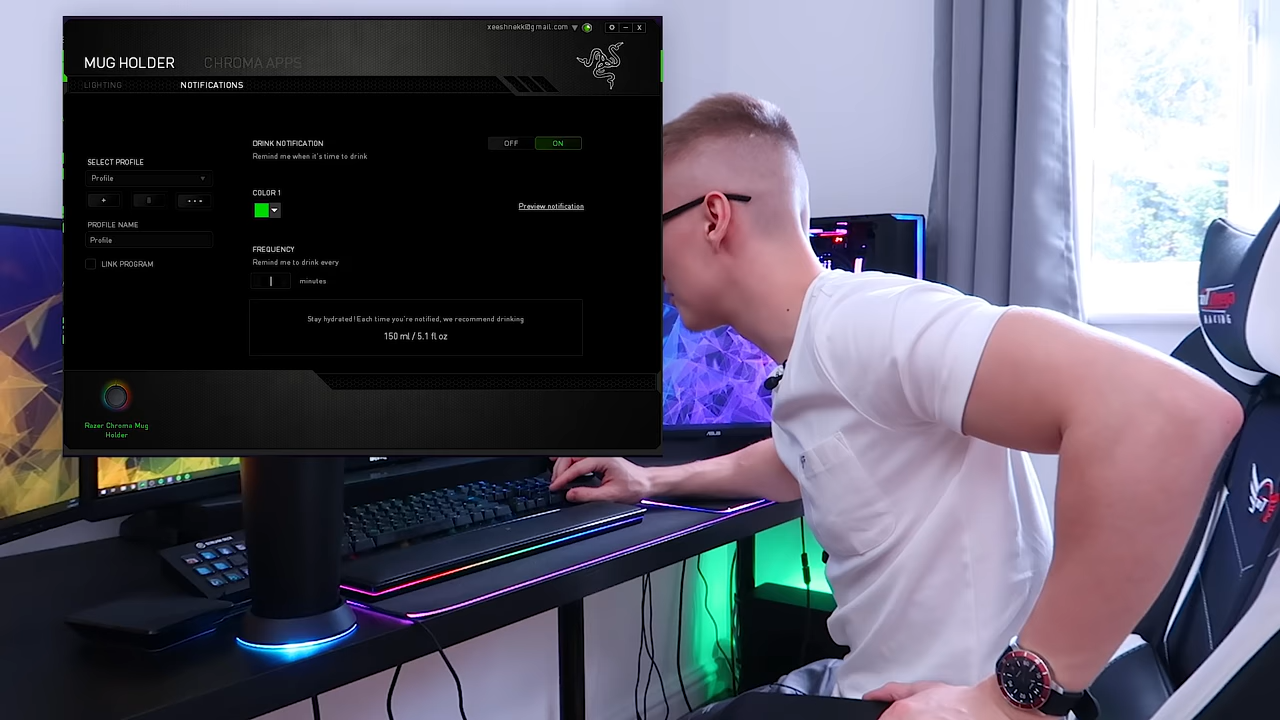 xeeshnekk@gmail.com
MUG HOLDER
CHROMA APPS
LIGHTING
NOTIFICATIONS
SELECT PROFILE
Profile
PROFILE NAME
Profile
LINK PROGRAM
DRINK NOTIFICATION
Remind me when it's time to drink
OFF
ON
COLOR 1
Preview notification
FREQUENCY
Remind me to drink every
minutes
Stay hydrated! Each time you're notified, we recommend drinking
150 ml / 5.1 fl oz
Razer Chroma Mug
Holder
ASUS
RACING